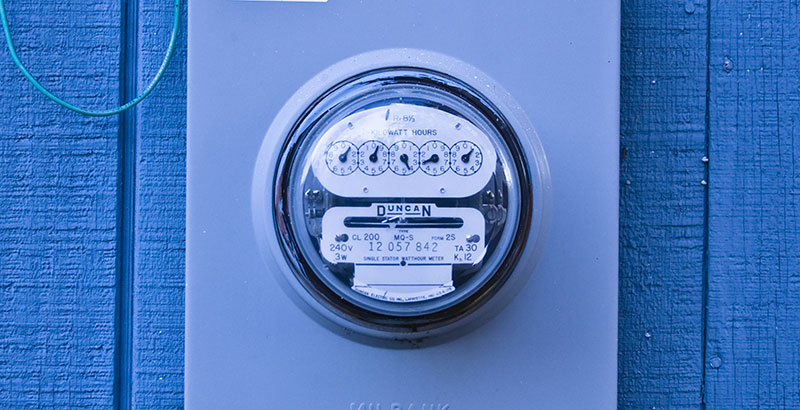 KILOWATT HOURS
DUNCAN
TYPE
CL 200 MQ-S FORM 2S
12 057 842
240V TA 30
3W Kh 12
SINGLE STATOR WATTHOUR METER
MILBANK